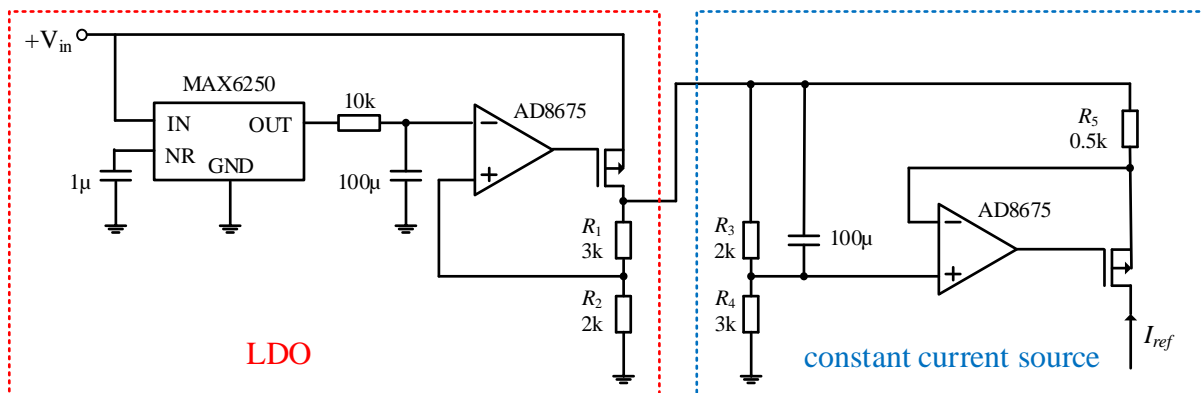 +Vin
MAX6250
IN
OUT
NR
GND
1μ
10k
100μ
AD8675
R1
3k
R2
2k
LDO
R3
2k
100μ
R4
3k
AD8675
R5
0.5k
Iref
constant current source